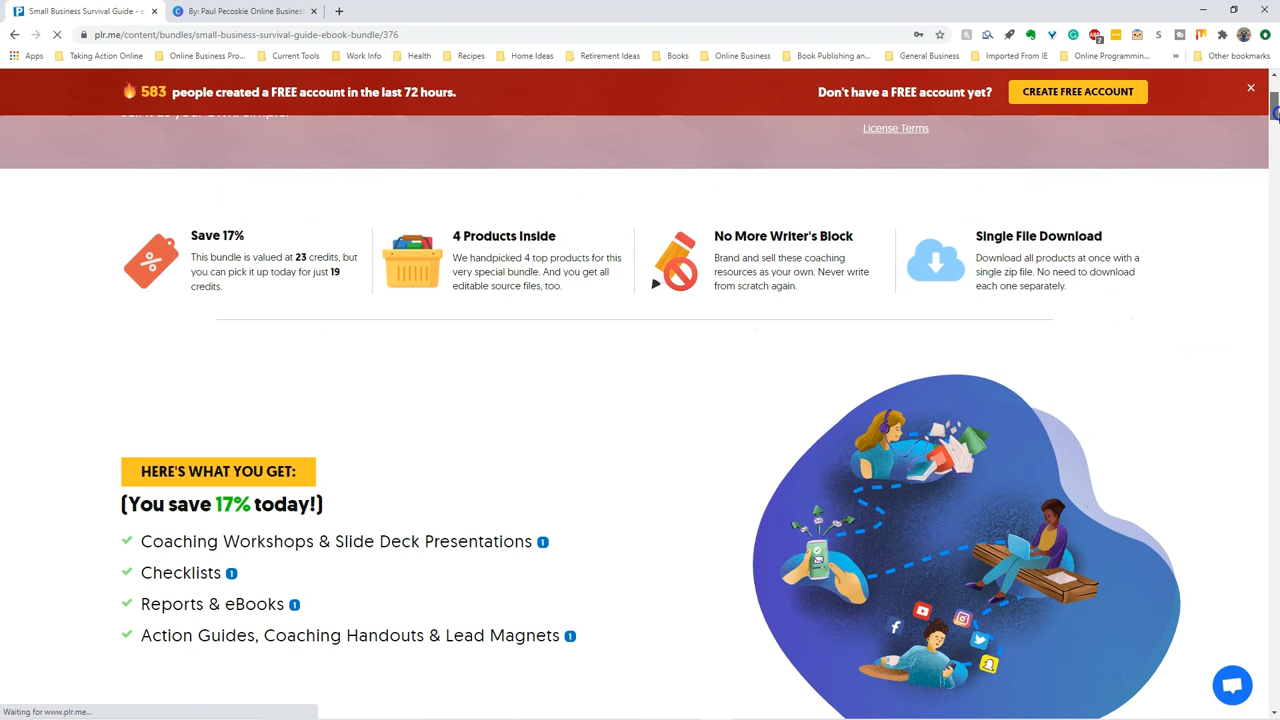 Small Business Survival Guide - e
By: Paul Pecoskie Online Busines
plr.me/content/bundles/small-business-survival-guide-ebook-bundle/376
Apps Taking Action Online Online Business Pro... Current Tools Work Info Health Recipes Home Ideas Retirement Ideas Books Online Business Book Publishing an... General Business Imported From IE Online Programmin... » Other bookmarks
583 people created a FREE account in the last 72 hours.
Don't have a FREE account yet?
CREATE FREE ACCOUNT
License Terms
Save 17%
This bundle is valued at 23 credits, but
you can pick it up today for just 19
credits.
4 Products Inside
We handpicked 4 top products for this
very special bundle. And you get all
editable source files, too.
No More Writer's Block
Brand and sell these coaching
resources as your own. Never write
from scratch again.
Single File Download
Download all products at once with a
single zip file. No need to download
each one separately.
HERE'S WHAT YOU GET:
(You save 17% today!)
Coaching Workshops & Slide Deck Presentations 1
Checklists 1
Reports & eBooks 1
Action Guides, Coaching Handouts & Lead Magnets 1
Waiting for www.plr.me...